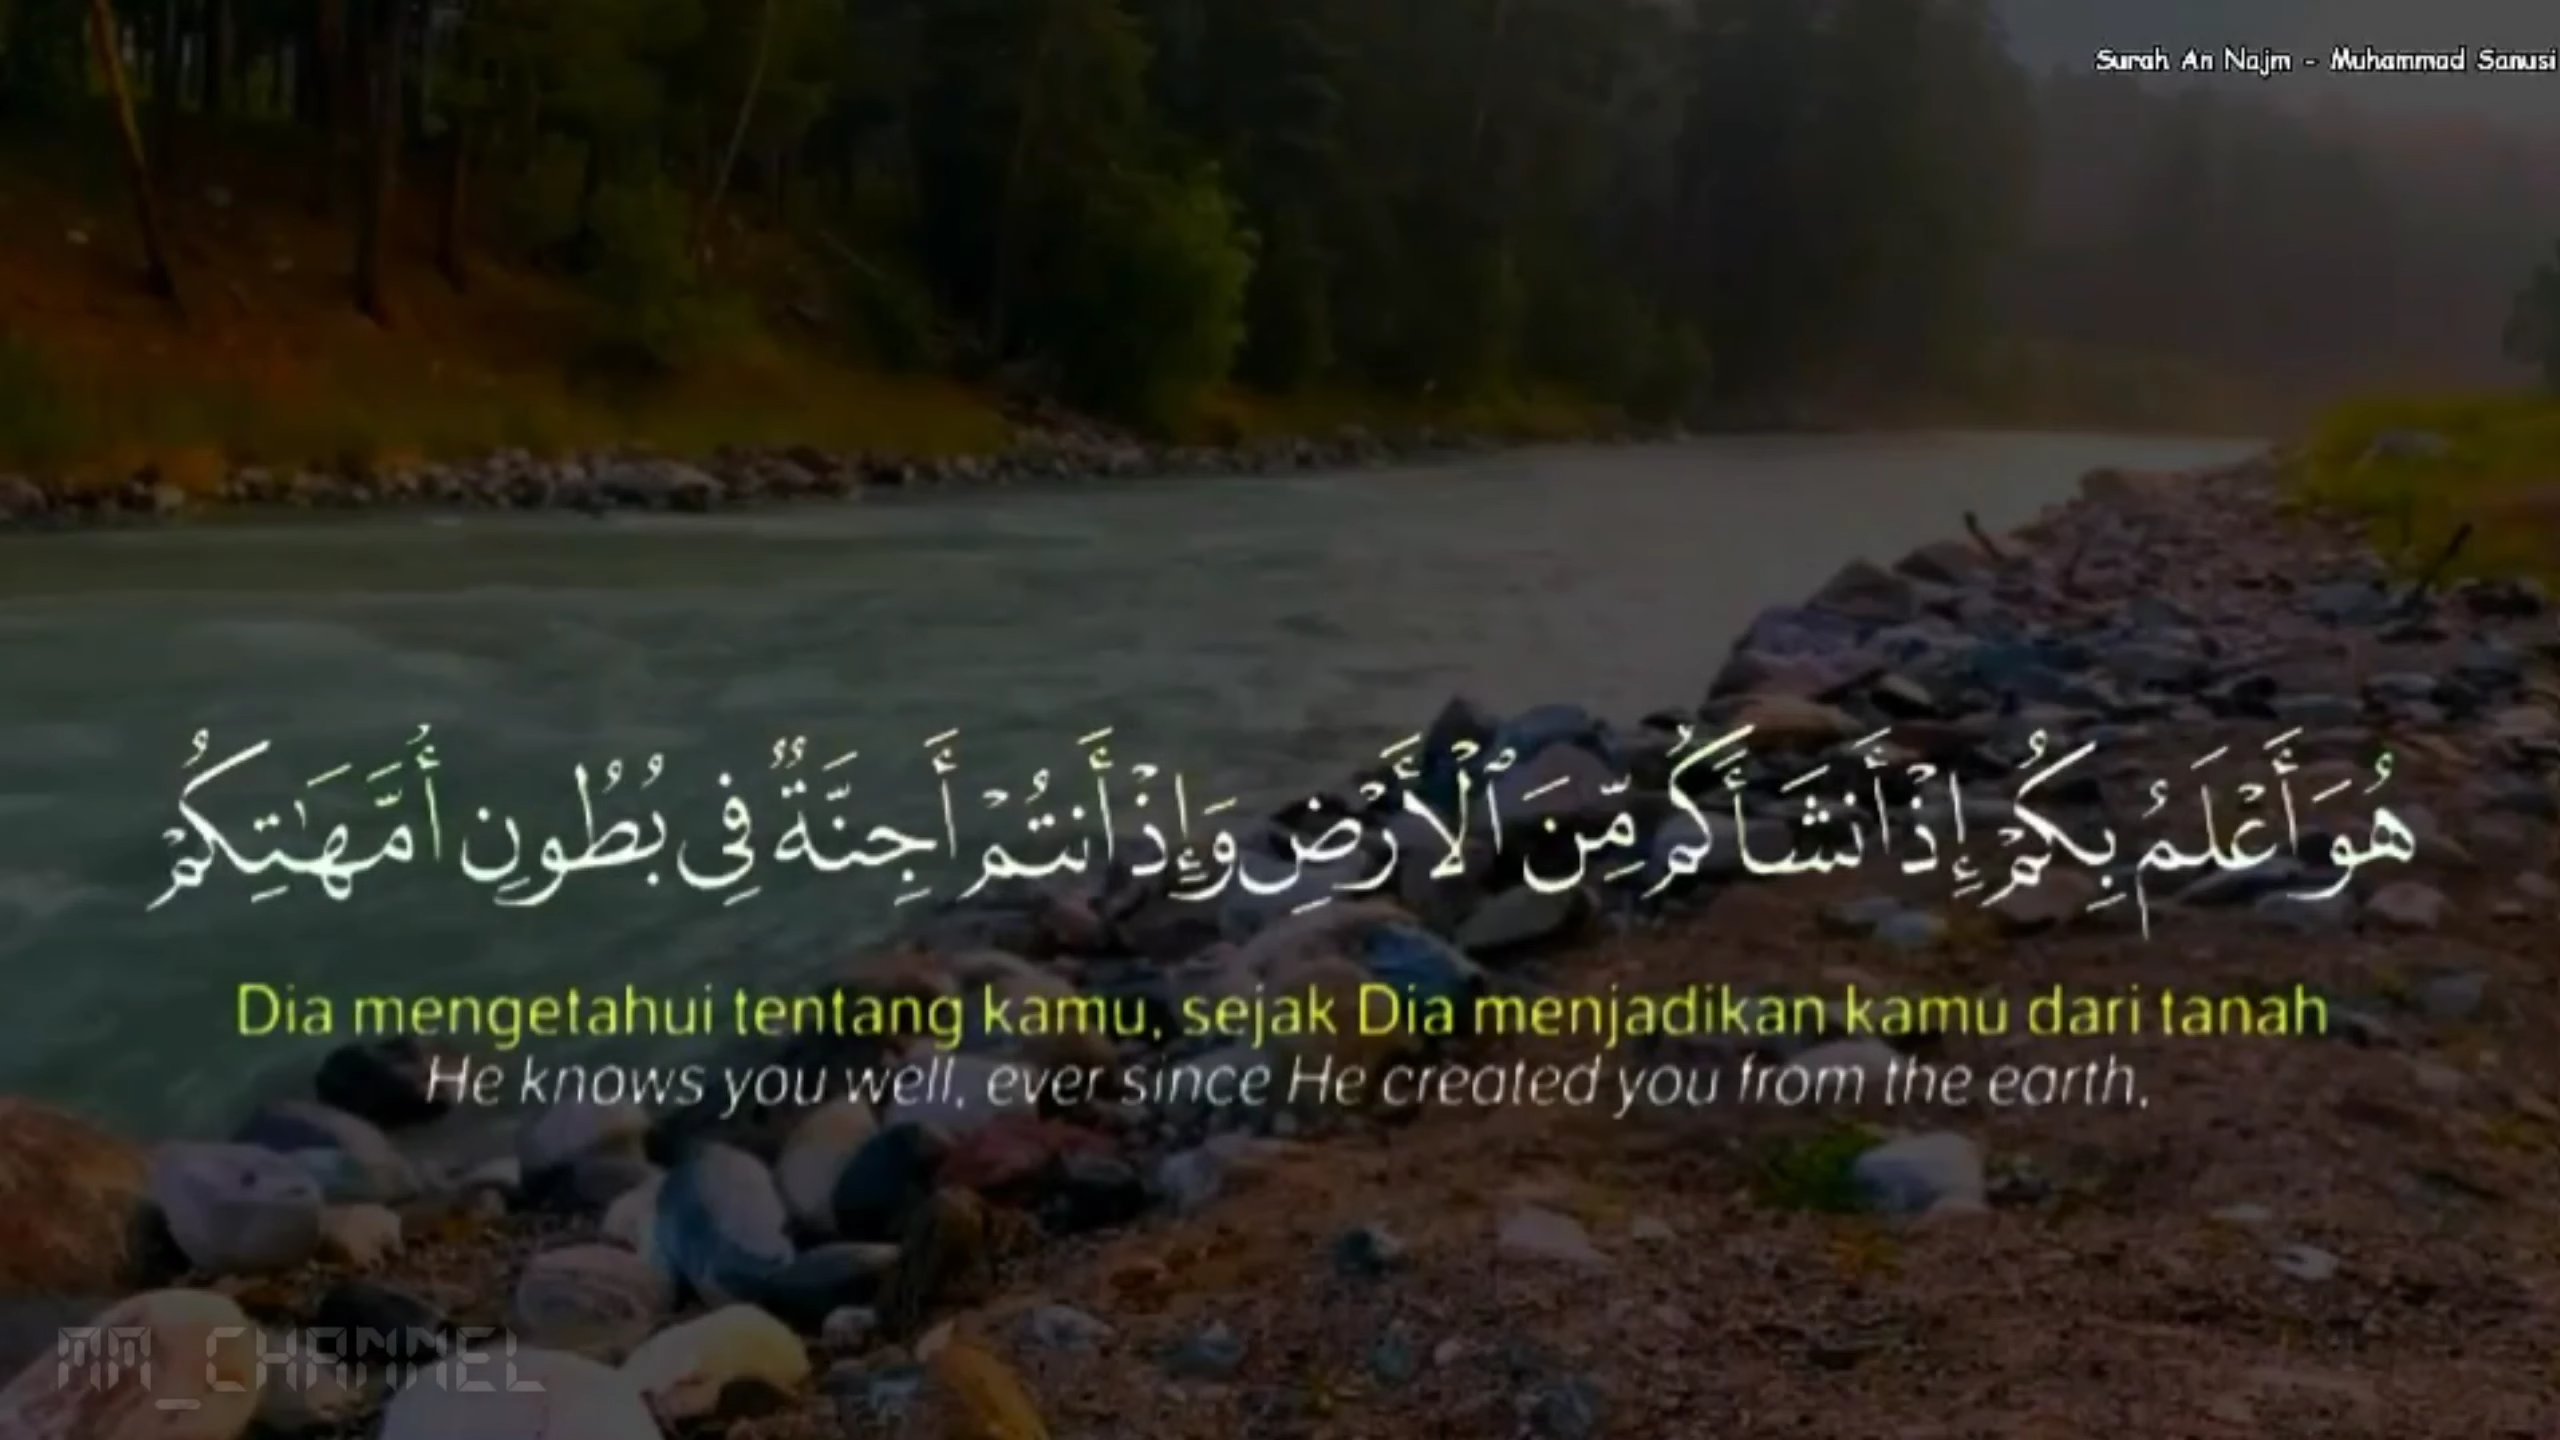 Surah An Najm - Muhammad Sanusi
هُوَ أَعْلَمُ بِكُمْ إِذْ أَنشَأَكُم مِّنَ ٱلْأَرْضِ وَإِذْ أَنتُمْ أَجِنَّةٌ فِى بُطُونِ أُمَّهَٰتِكُمْ
Dia mengetahui tentang kamu, sejak Dia menjadikan kamu dari tanah
He knows you well, ever since He created you from the earth,
MM_CHANNEL